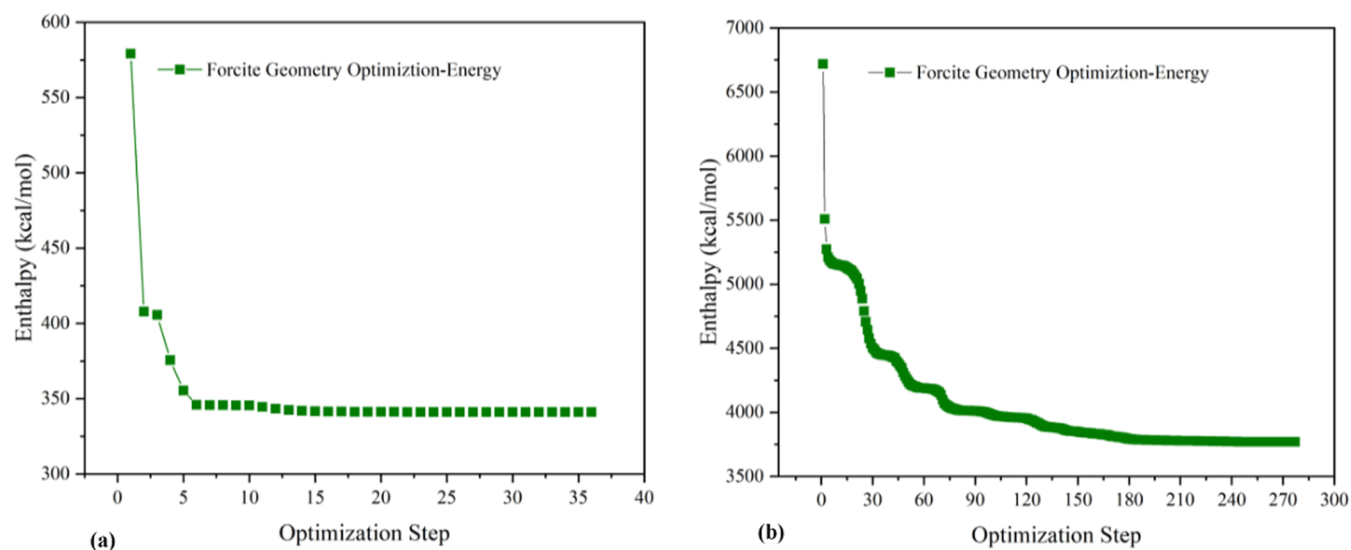 600
550
500
450
400
350
300
Enthalpy (kcal/mol)
Forcite Geometry Optimiztion-Energy
0 5 10 15 20 25 30 35 40
Optimization Step
(a)
7000
6500
6000
5500
5000
4500
4000
3500
Enthalpy (kcal/mol)
Forcite Geometry Optimiztion-Energy
0 30 60 90 120 150 180 210 240 270 300
Optimization Step
(b)